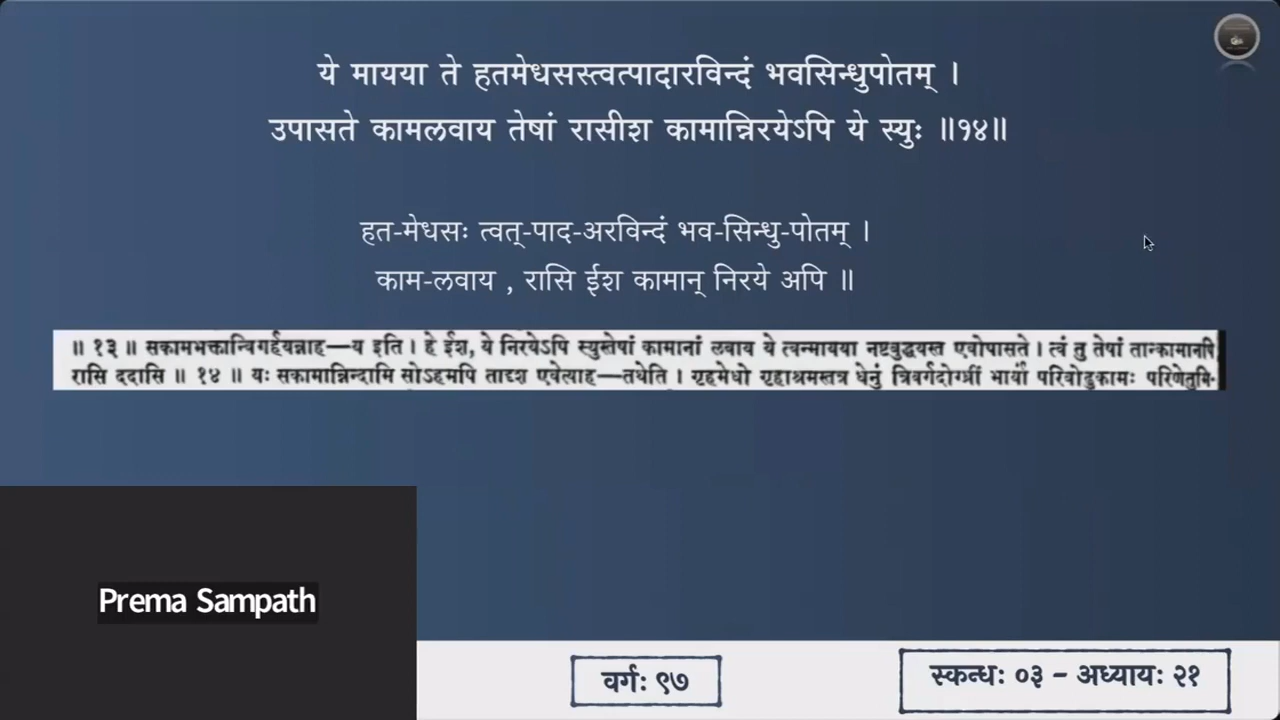 ये मायया ते हतमेधसस्त्वत्पादारविन्दं भवसिन्धुपोतम् ।
उपासते कामलवाय तेषां रासीश कामान्निरयेऽपि ये स्युः ॥१४॥
हत-मेधसः त्वत्-पाद-अरविन्दं भव-सिन्धु-पोतम् ।
काम-लवाय , रासि ईश कामान् निरये अपि ॥
॥ १३ ॥ सकामभक्तान्विगर्हयन्नाह—य इति । हे ईश, ये निरयेऽपि स्युस्तेषां कामानां लवाय ये त्वन्मायया नष्टबुद्धयस्त एवोपासते । त्वं तु तेषां तान्कामानपि
रासि ददासि ॥ १४ ॥ यः सकामान्निन्दामि सोऽहमपि तादृश एवेत्याह—तथेति । गृहमेधो गृहाश्रमस्तत्र धेनुं त्रिवर्गदोग्ध्रीं भार्यां परिवोढुकामः परिणेतुमि-
Prema Sampath
वर्गः ९७
स्कन्धः ०३ - अध्यायः २१